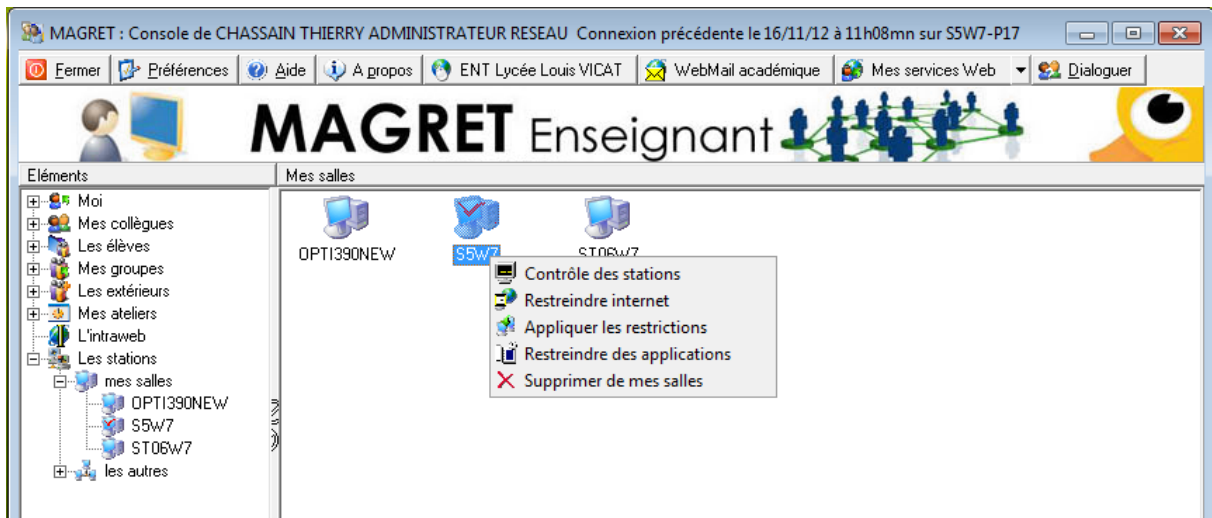 MAGRET : Console de CHASSAIN THIERRY ADMINISTRATEUR RESEAU Connexion précédente le 16/11/12 à 11h08mn sur S5W7-P17
Fermer Préférences Aide A propos ENT Lycée Louis VICAT WebMail académique Mes services Web Dialoguer
MAGRET Enseignant
Eléments Mes salles
Moi
Mes collègues
Les élèves
Mes groupes
Les extérieurs
Mes ateliers
L'intraweb
Les stations
mes salles
OPTI390NEW
S5W7
ST06W7
les autres
OPTI390NEW S5W7 ST06W7
Contrôle des stations
Restreindre internet
Appliquer les restrictions
Restreindre des applications
Supprimer de mes salles